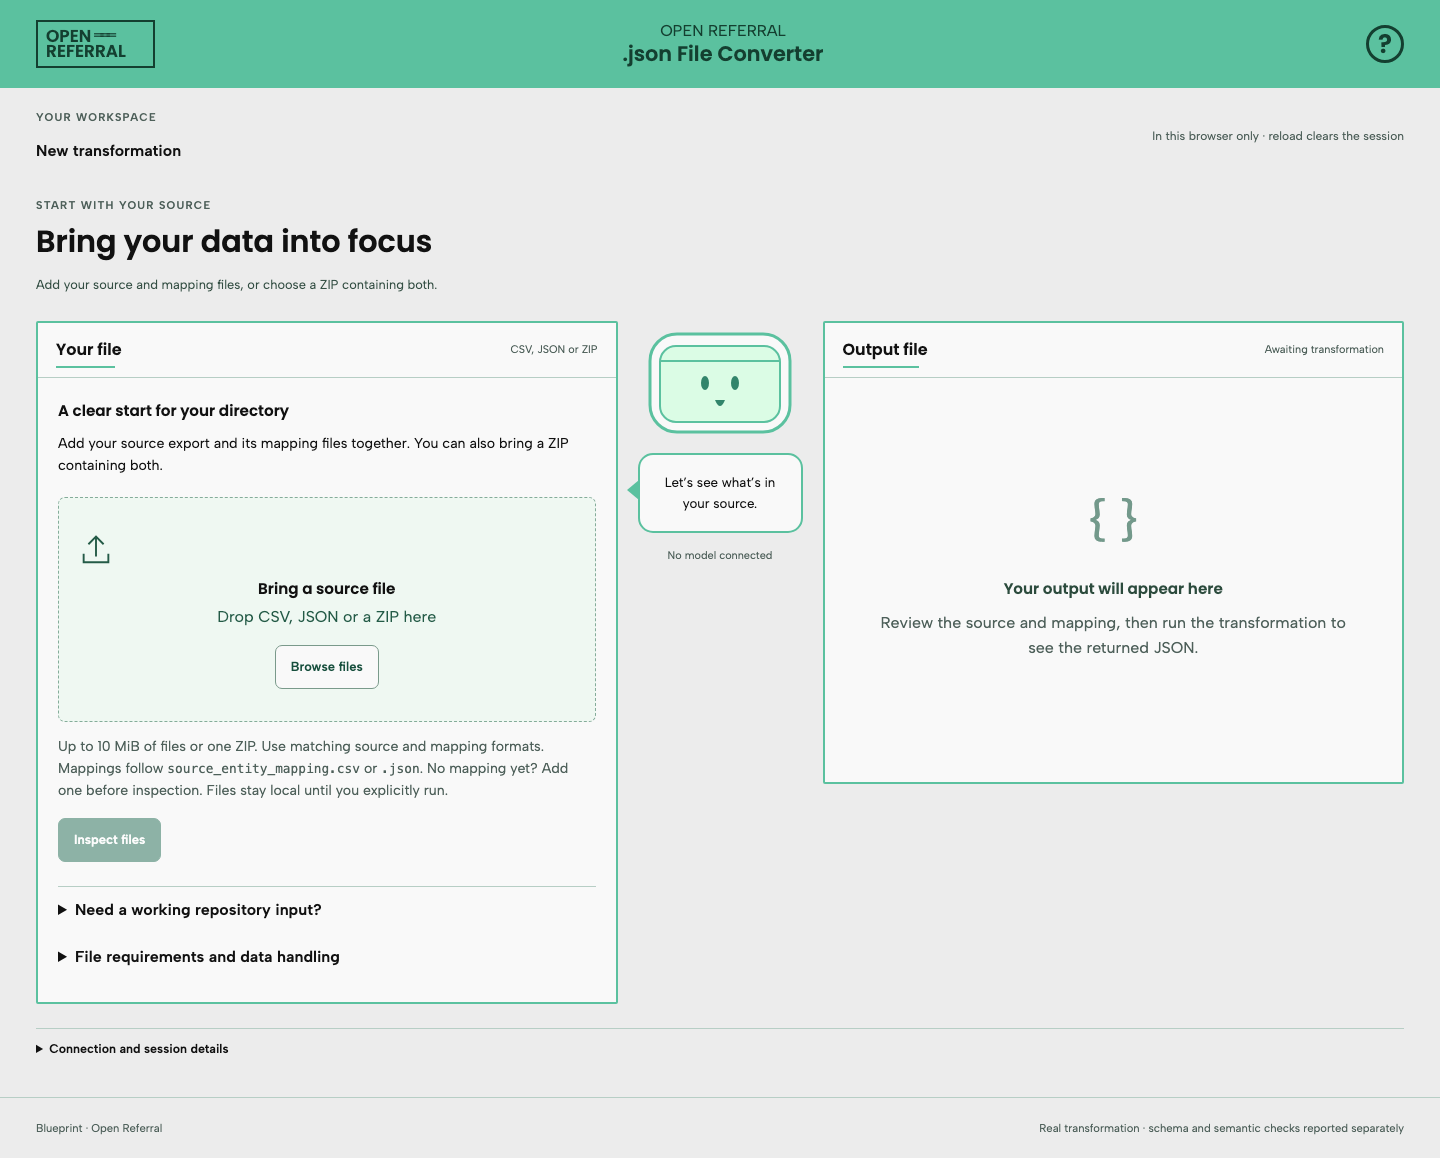 OPEN
REFERRAL
OPEN REFERRAL
.json File Converter
?
YOUR WORKSPACE
New transformation
In this browser only · reload clears the session
START WITH YOUR SOURCE
Bring your data into focus
Add your source and mapping files, or choose a ZIP containing both.
Your file
CSV, JSON or ZIP
A clear start for your directory
Add your source export and its mapping files together. You can also bring a ZIP
containing both.
Bring a source file
Drop CSV, JSON or a ZIP here
Browse files
Up to 10 MiB of files or one ZIP. Use matching source and mapping formats.
Mappings follow source_entity_mapping.csv or .json. No mapping yet? Add
one before inspection. Files stay local until you explicitly run.
Inspect files
Need a working repository input?
File requirements and data handling
Let's see what's in
your source.
No model connected
Output file
Awaiting transformation
{ }
Your output will appear here
Review the source and mapping, then run the transformation to
see the returned JSON.
Connection and session details
Blueprint · Open Referral
Real transformation · schema and semantic checks reported separately